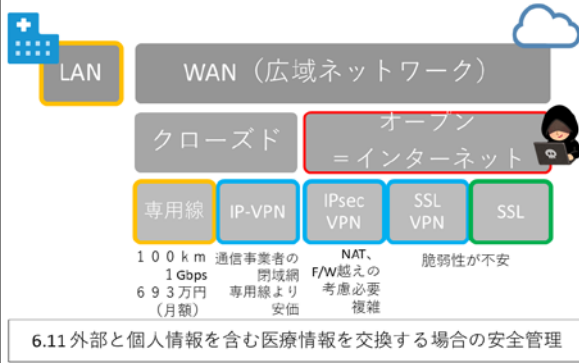 LAN
WAN（広域ネットワーク）
クローズド
オープン
＝インターネット
専用線
IP-VPN
IPsec
VPN
SSL
VPN
SSL
１００ｋｍ
1 Gbps
６９３万円
（月額）
通信事業者の
閉域網
専用線より
安価
NAT、
F/W越えの
考慮必要
複雑
脆弱性が不安
6.11 外部と個人情報を含む医療情報を交換する場合の安全管理